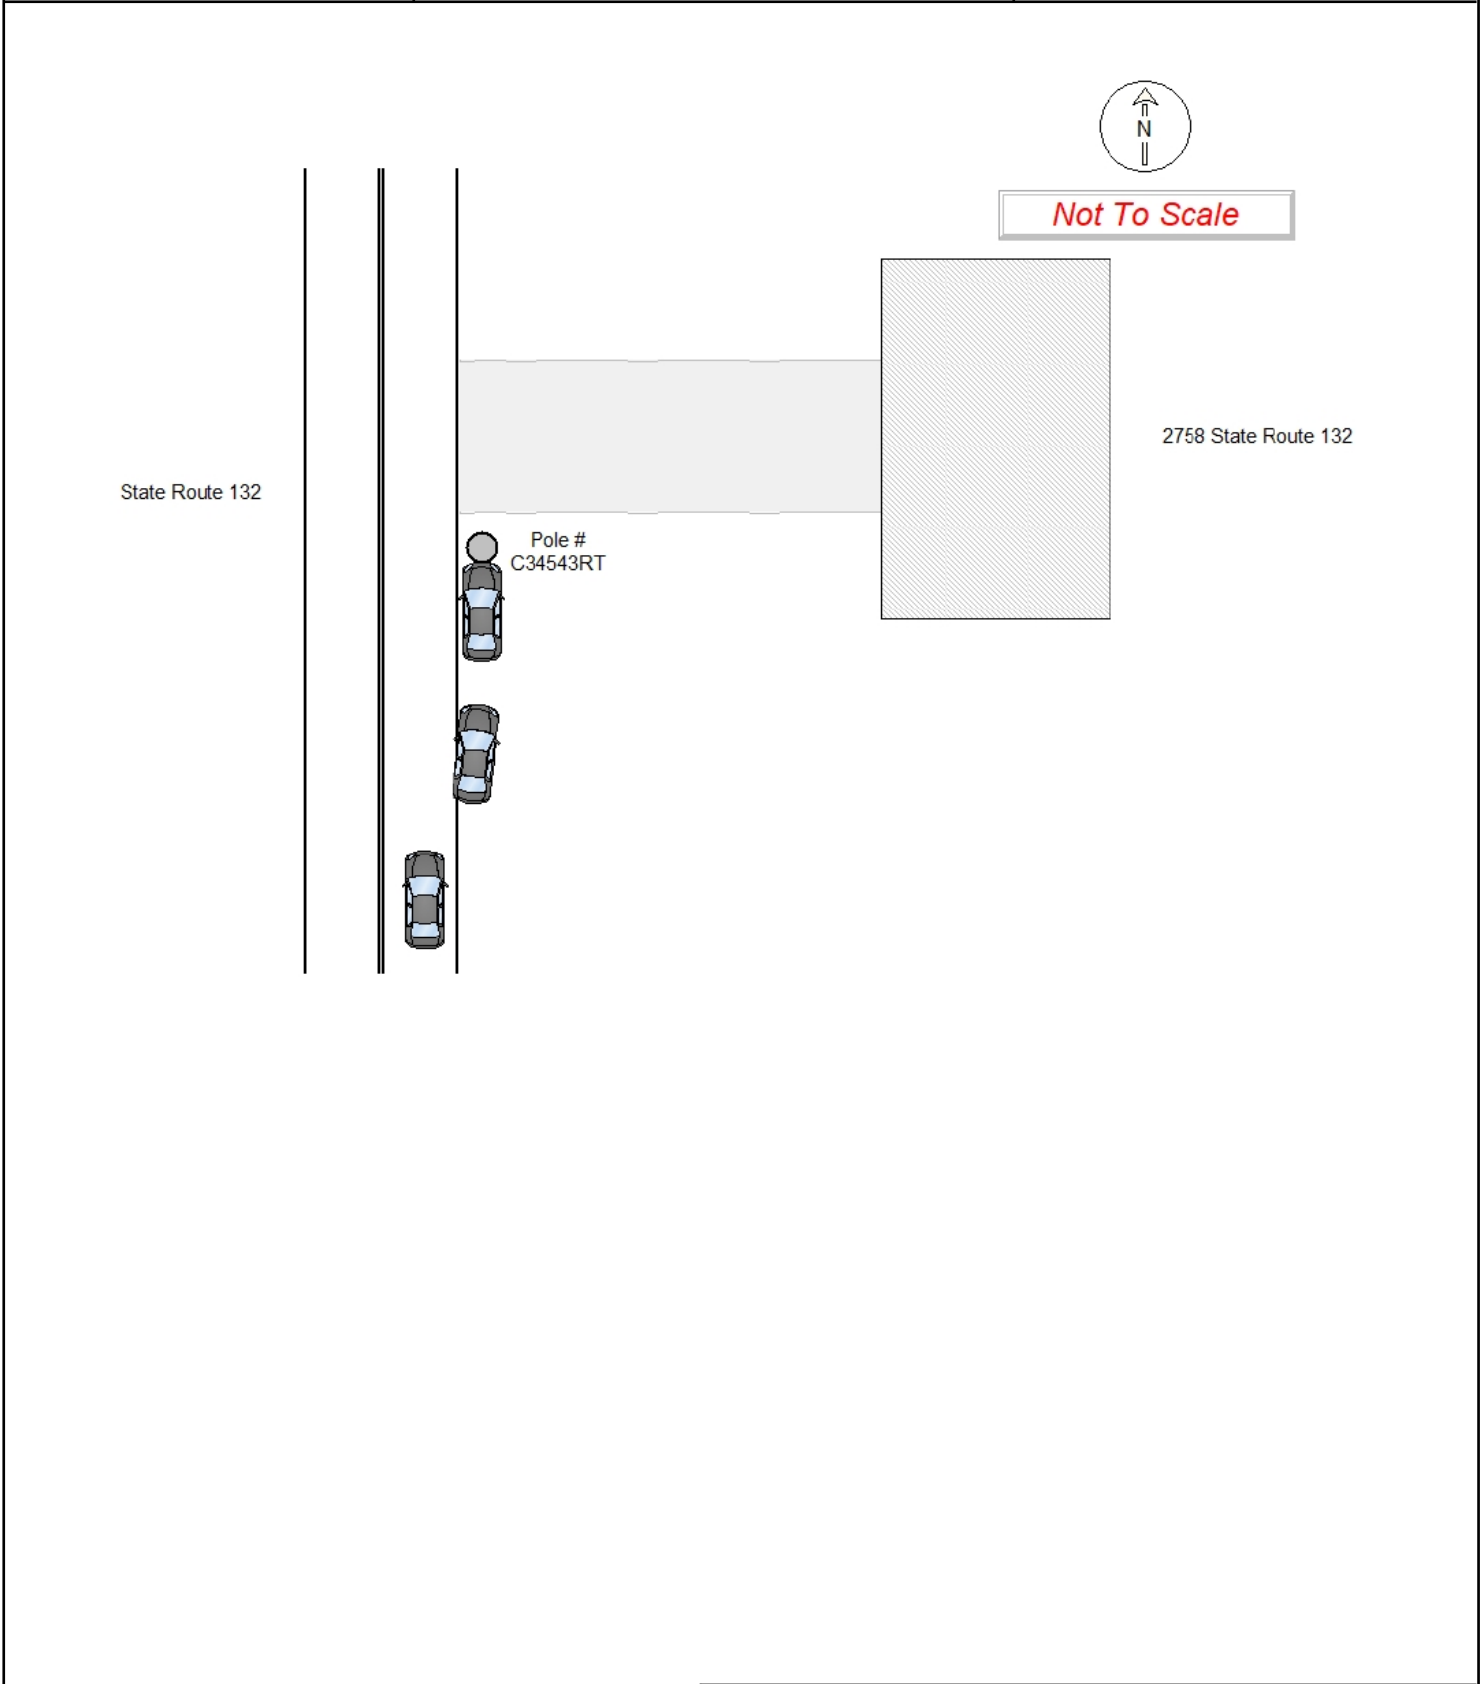 N
Not To Scale
2758 State Route 132
State Route 132
Pole #
C34543RT